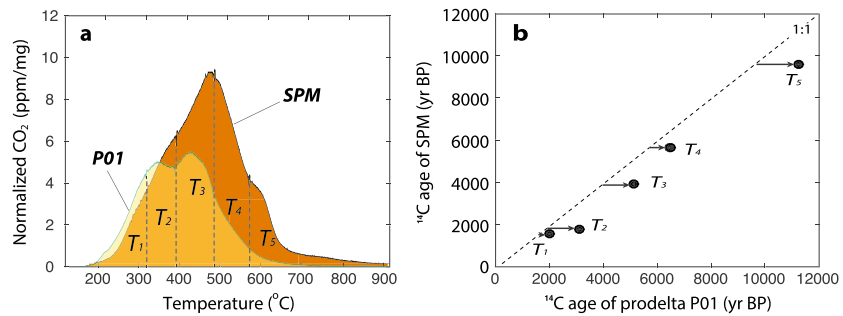 a
12
10
8
6
4
2
0
Normalized CO₂ (ppm/mg)
P01
SPM
T₁
T₂
T₃
T₄
T₅
200 300 400 500 600 700 800 900
Temperature (°C)
b
12000
10000
8000
6000
4000
2000
0
¹⁴C age of SPM (yr BP)
1:1
T₅
T₄
T₃
T₂
T₁
0 2000 4000 6000 8000 10000 12000
¹⁴C age of prodelta P01 (yr BP)